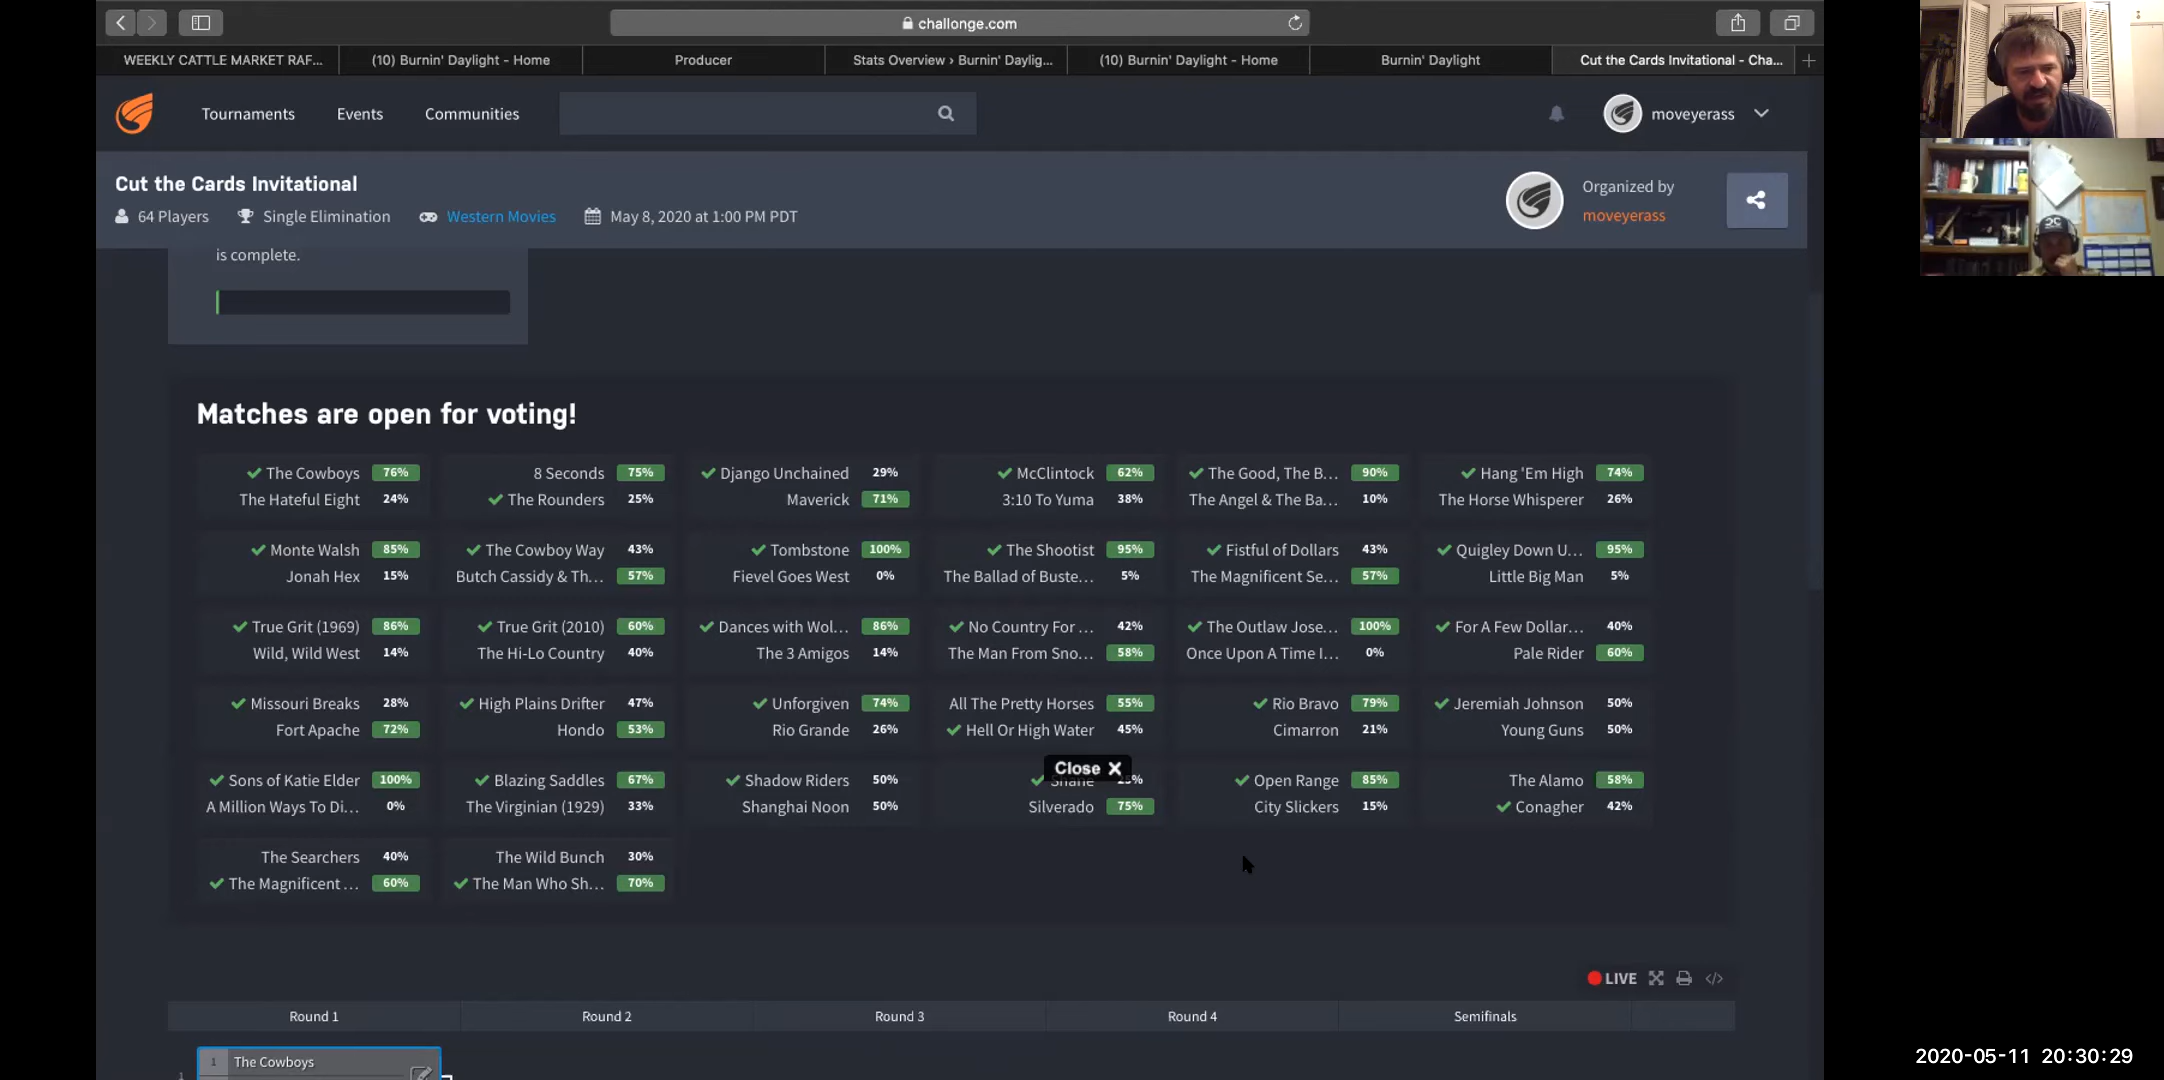 challonge.com
WEEKLY CATTLE MARKET RAF...
(10) Burnin' Daylight - Home
Producer
Stats Overview › Burnin' Daylig...
(10) Burnin' Daylight - Home
Burnin' Daylight
Cut the Cards Invitational - Cha...
Tournaments
Events
Communities
moveyerass
Cut the Cards Invitational
64 Players
Single Elimination
Western Movies
May 8, 2020 at 1:00 PM PDT
Organized by
moveyerass
is complete.
Matches are open for voting!
The Cowboys 76%
The Hateful Eight 24%
8 Seconds 75%
The Rounders 25%
Django Unchained 29%
Maverick 71%
McClintock 62%
3:10 To Yuma 38%
The Good, The B... 90%
The Angel & The Ba... 10%
Hang 'Em High 74%
The Horse Whisperer 26%
Monte Walsh 85%
Jonah Hex 15%
The Cowboy Way 43%
Butch Cassidy & Th... 57%
Tombstone 100%
Fievel Goes West 0%
The Shootist 95%
The Ballad of Buste... 5%
Fistful of Dollars 43%
The Magnificent Se... 57%
Quigley Down U... 95%
Little Big Man 5%
True Grit (1969) 86%
Wild, Wild West 14%
True Grit (2010) 60%
The Hi-Lo Country 40%
Dances with Wol... 86%
The 3 Amigos 14%
No Country For ... 42%
The Man From Sno... 58%
The Outlaw Jose... 100%
Once Upon A Time I... 0%
For A Few Dollar... 40%
Pale Rider 60%
Missouri Breaks 28%
Fort Apache 72%
High Plains Drifter 47%
Hondo 53%
Unforgiven 74%
Rio Grande 26%
All The Pretty Horses 55%
Hell Or High Water 45%
Rio Bravo 79%
Cimarron 21%
Jeremiah Johnson 50%
Young Guns 50%
Sons of Katie Elder 100%
A Million Ways To Di... 0%
Blazing Saddles 67%
The Virginian (1929) 33%
Shadow Riders 50%
Shanghai Noon 50%
Close
Shane
Silverado 75%
Open Range 85%
City Slickers 15%
The Alamo 58%
Conagher 42%
The Searchers 40%
The Magnificent ... 60%
The Wild Bunch 30%
The Man Who Sh... 70%
LIVE
Round 1
Round 2
Round 3
Round 4
Semifinals
1 The Cowboys
1
2020-05-11 20:30:29